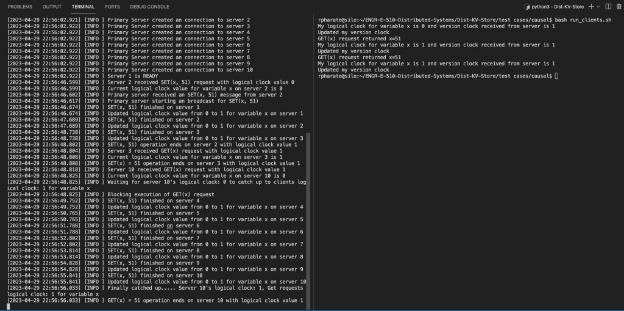 PROBLEMS OUTPUT TERMINAL PORTS DEBUG CONSOLE
python3 - Dist-KV-Store
[2023-04-29 22:56:02.921] [INFO ] Primary Server created an connection to server 2
[2023-04-29 22:56:02.921] [INFO ] Primary Server created an connection to server 3
[2023-04-29 22:56:02.922] [INFO ] Primary Server created an connection to server 4
[2023-04-29 22:56:02.922] [INFO ] Primary Server created an connection to server 5
[2023-04-29 22:56:02.922] [INFO ] Primary Server created an connection to server 6
[2023-04-29 22:56:02.922] [INFO ] Primary Server created an connection to server 7
[2023-04-29 22:56:02.922] [INFO ] Primary Server created an connection to server 8
[2023-04-29 22:56:02.923] [INFO ] Primary Server created an connection to server 9
[2023-04-29 22:56:02.923] [INFO ] Primary Server created an connection to server 10
[INFO ] Server 1 is READY
[2023-04-29 22:56:46.599] [INFO ] Server 2 received SET(x, 51) request with logical clock value 0
[2023-04-29 22:56:46.599] [INFO ] Current logical clock value for variable x on server 2 is 0
[INFO ] Primary server received an SET(x, 51) message from server 2
[2023-04-29 22:56:46.617] [INFO ] Primary server starting an broadcast for SET(x, 51)
[2023-04-29 22:56:46.674] [INFO ] SET(x, 51) finished on server 1
[2023-04-29 22:56:46.674] [INFO ] Updated logical clock value from 0 to 1 for variable x on server 1
[2023-04-29 22:56:47.689] [INFO ] SET(x, 51) finished on server 2
[2023-04-29 22:56:47.689] [INFO ] Updated logical clock value from 0 to 1 for variable x on server 2
[2023-04-29 22:56:48.738] [INFO ] SET(x, 51) finished on server 3
[2023-04-29 22:56:48.738] [INFO ] Updated logical clock value from 0 to 1 for variable x on server 3
[2023-04-29 22:56:48.802] [INFO ] SET(x, 51) operation ends on server 2 with logical clock value 1
[2023-04-29 22:56:48.804] [INFO ] Server 3 received GET(x) request with logical clock value 1
[2023-04-29 22:56:48.808] [INFO ] Current logical clock value for variable x on server 3 is 1
[2023-04-29 22:56:48.808] [INFO ] GET(x) = 51 operation ends on server 3 with logical clock value 1
[2023-04-29 22:56:48.818] [INFO ] Server 10 received GET(x) request with logical clock value 1
[2023-04-29 22:56:48.825] [INFO ] Current logical clock value for variable x on server 10 is 0
[2023-04-29 22:56:48.825] [INFO ] Waiting for server 10's logical clock: 0 to catch up to clients log
ical clock: 1 for variable x
[2023-04-29 22:56:48.825] [INFO ] Blocking execution of GET(x) request
[2023-04-29 22:56:49.752] [INFO ] SET(x, 51) finished on server 4
[2023-04-29 22:56:49.752] [INFO ] Updated logical clock value from 0 to 1 for variable x on server 4
[2023-04-29 22:56:50.765] [INFO ] SET(x, 51) finished on server 5
[2023-04-29 22:56:50.765] [INFO ] Updated logical clock value from 0 to 1 for variable x on server 5
[2023-04-29 22:56:51.788] [INFO ] SET(x, 51) finished on server 6
[2023-04-29 22:56:51.788] [INFO ] Updated logical clock value from 0 to 1 for variable x on server 6
[2023-04-29 22:56:52.802] [INFO ] SET(x, 51) finished on server 7
[2023-04-29 22:56:52.802] [INFO ] Updated logical clock value from 0 to 1 for variable x on server 7
[2023-04-29 22:56:53.814] [INFO ] SET(x, 51) finished on server 8
[2023-04-29 22:56:53.814] [INFO ] Updated logical clock value from 0 to 1 for variable x on server 8
[2023-04-29 22:56:54.828] [INFO ] SET(x, 51) finished on server 9
[2023-04-29 22:56:54.828] [INFO ] Updated logical clock value from 0 to 1 for variable x on server 9
[2023-04-29 22:56:55.841] [INFO ] SET(x, 51) finished on server 10
[2023-04-29 22:56:55.841] [INFO ] Updated logical clock value from 0 to 1 for variable x on server 10
[2023-04-29 22:56:56.033] [INFO ] Finally catched up..... Server 10's logical clock: 1, Get requests
logical clock: 1 for variable x
[2023-04-29 22:56:56.033] [INFO ] GET(x) = 51 operation ends on server 10 with logical clock value 1
:~/ENGR-E-510-Distributed-Systems/Dist-KV-Store/test cases/causal$ bash run_clients.sh
My logical clock for variable x is 0 and version clock received from server is 1
Updated my version clock
GET(x) request returned x=51
My logical clock for variable x is 1 and version clock received from server is 1
Updated my version clock
GET(x) request returned x=51
My logical clock for variable x is 1 and version clock received from server is 1
Updated my version clock
:~/ENGR-E-510-Distributed-Systems/Dist-KV-Store/test cases/causal$